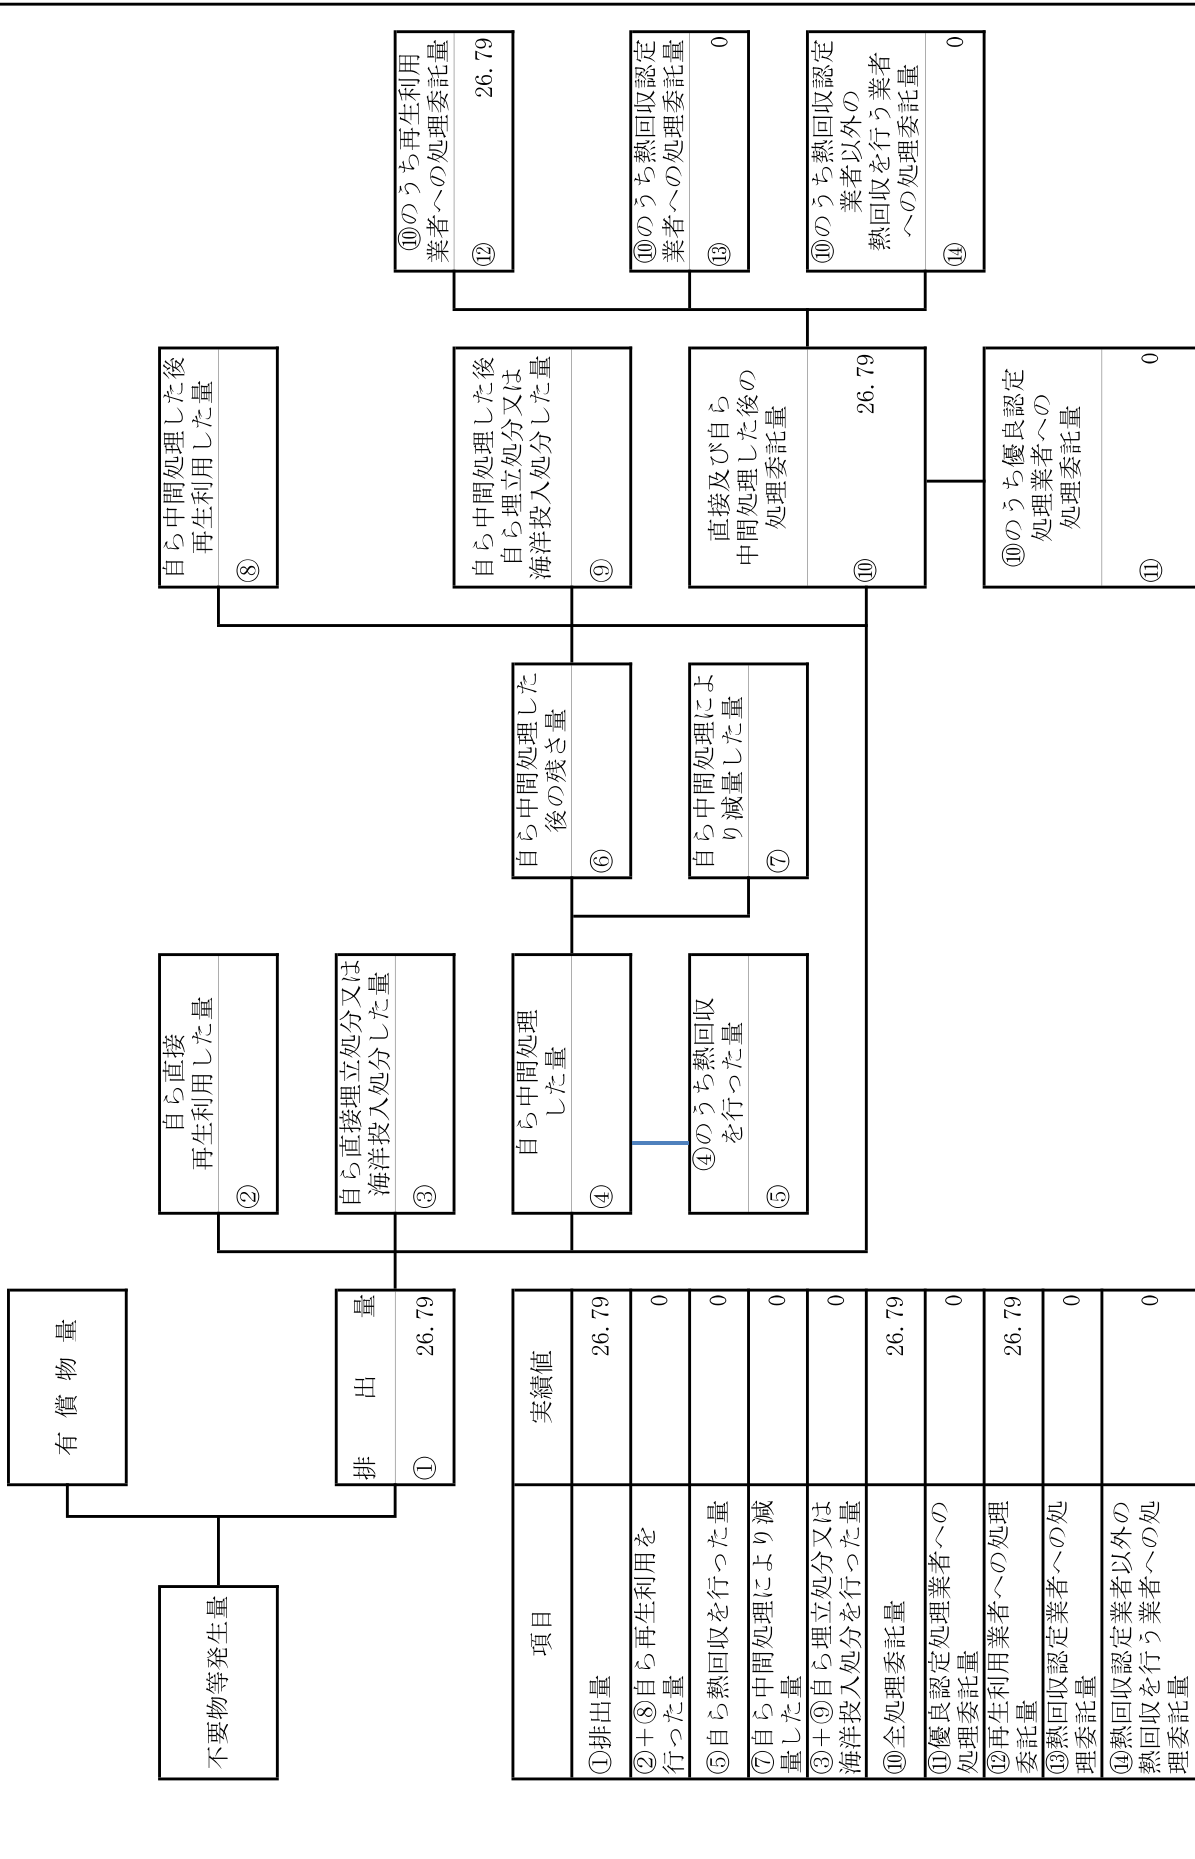 有 償 物 量
不要物等発生量
排 出 量
① 26.79
自ら直接
再生利用した量
②
自ら直接埋立処分又は
海洋投入処分した量
③
自ら中間処理
した量
④
④のうち熱回収
を行った量
⑤
自ら中間処理した
後の残さ量
⑥
自ら中間処理によ
り減量した量
⑦
自ら中間処理した後
再生利用した量
⑧
自ら中間処理した後
自ら埋立処分又は
海洋投入処分した量
⑨
直接及び自ら
中間処理した後の
処理委託量
⑩ 26.79
⑩のうち優良認定
処理業者への
処理委託量
⑪ 0
⑩のうち再生利用
業者への処理委託量
⑫ 26.79
⑩のうち熱回収認定
業者への処理委託量
⑬ 0
⑩のうち熱回収認定
業者以外の
熱回収を行う業者
への処理委託量
⑭ 0
項目 実績値
①排出量 26.79
②+⑧自ら再生利用を
行った量 0
⑤自ら熱回収を行った量 0
⑦自ら中間処理により減
量した量 0
③+⑨自ら埋立処分又は
海洋投入処分を行った量 0
⑩全処理委託量 26.79
⑪優良認定処理業者への
処理委託量 0
⑫再生利用業者への処理
委託量 26.79
⑬熱回収認定業者への処
理委託量 0
⑭熱回収認定業者以外の
熱回収を行う業者への処
理委託量 0